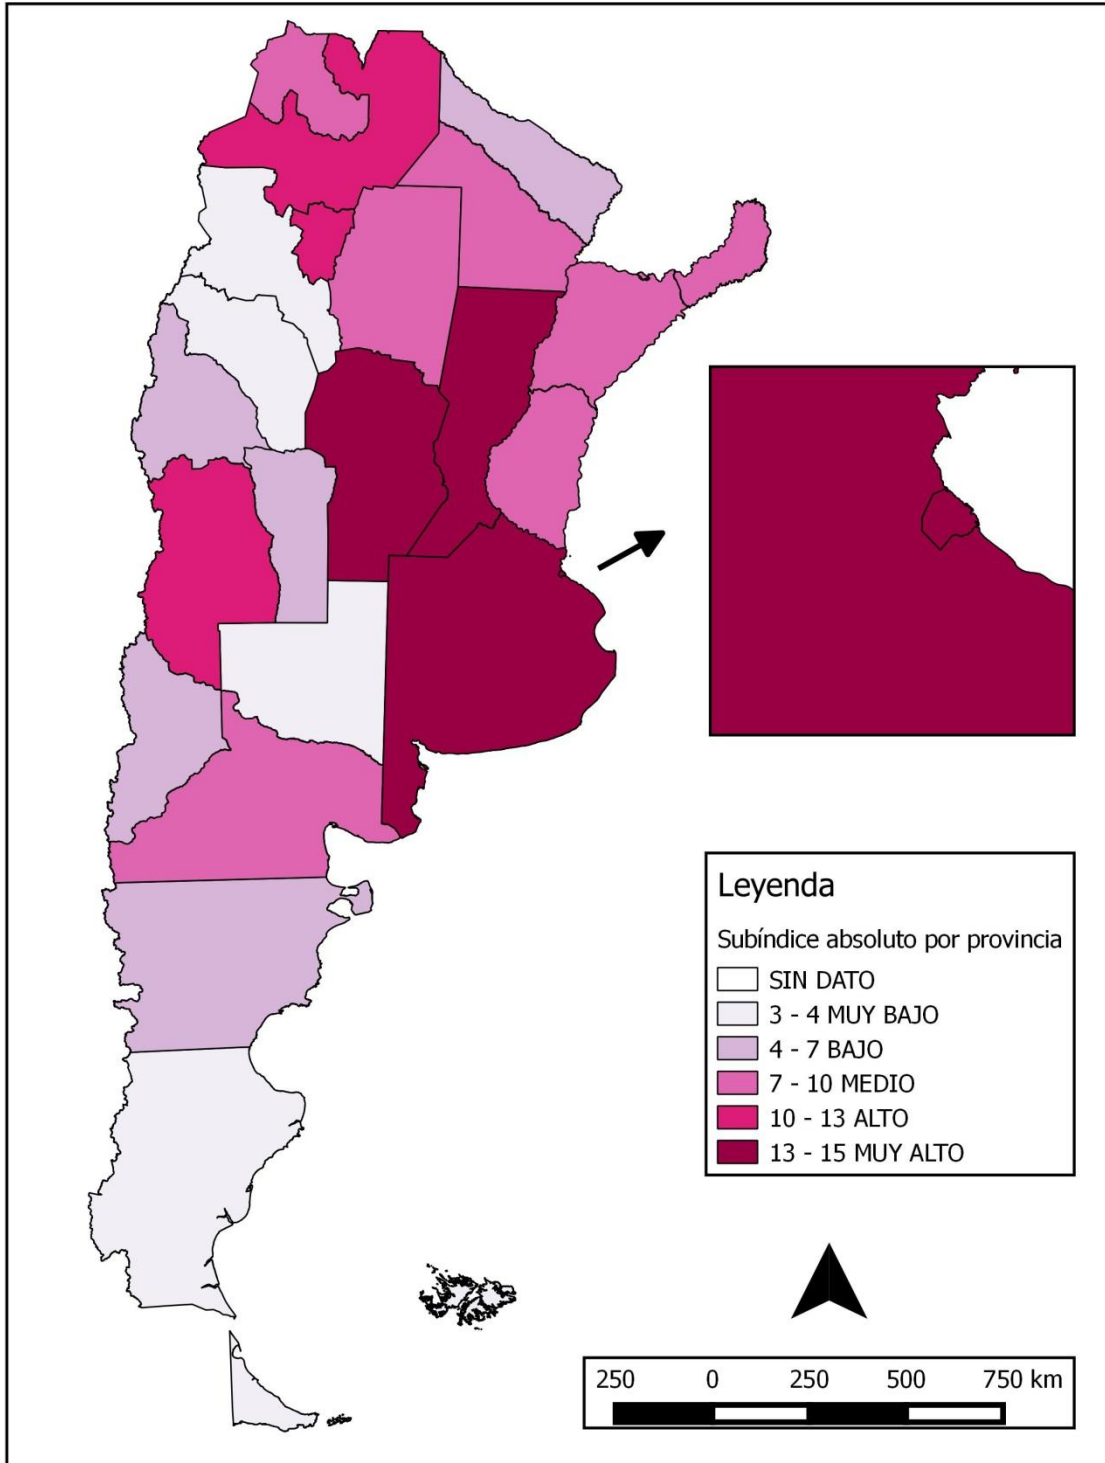 Leyenda
Subíndice absoluto por provincia
SIN DATO
3 - 4 MUY BAJO
4 - 7 BAJO
7 - 10 MEDIO
10 - 13 ALTO
13 - 15 MUY ALTO
250 0 250 500 750 km